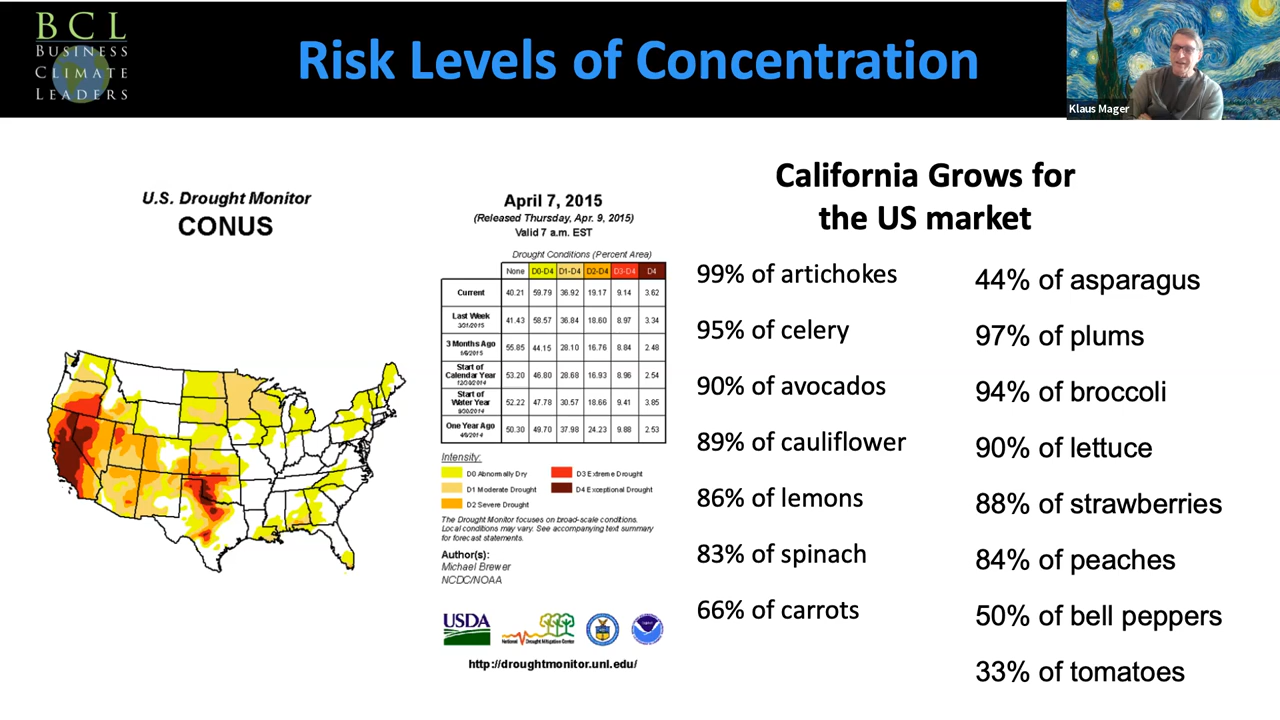 BCL
BUSINESS
CLIMATE
LEADERS
Risk Levels of Concentration
Klaus Mager
U.S. Drought Monitor
CONUS
April 7, 2015
(Released Thursday, Apr. 9, 2015)
Valid 7 a.m. EST
Drought Conditions (Percent Area)
None D0-D4 D1-D4 D2-D4 D3-D4 D4
Current 40.21 59.79 36.92 19.17 9.14 3.62
Last Week 3/31/2015 41.43 58.57 36.84 18.60 8.97 3.34
3 Months Ago 1/6/2015 55.85 44.15 28.10 16.76 8.84 2.48
Start of Calendar Year 12/30/2014 53.20 46.80 28.68 16.93 8.96 2.54
Start of Water Year 9/30/2014 52.22 47.78 30.57 18.66 9.41 3.85
One Year Ago 4/8/2014 50.30 49.70 37.98 24.23 9.88 2.53
Intensity:
D0 Abnormally Dry
D1 Moderate Drought
D2 Severe Drought
D3 Extreme Drought
D4 Exceptional Drought
The Drought Monitor focuses on broad-scale conditions.
Local conditions may vary. See accompanying text summary
for forecast statements.
Author(s):
Michael Brewer
NCDC/NOAA
USDA
National Drought Mitigation Center
http://droughtmonitor.unl.edu/
California Grows for
the US market
99% of artichokes
95% of celery
90% of avocados
89% of cauliflower
86% of lemons
83% of spinach
66% of carrots
44% of asparagus
97% of plums
94% of broccoli
90% of lettuce
88% of strawberries
84% of peaches
50% of bell peppers
33% of tomatoes